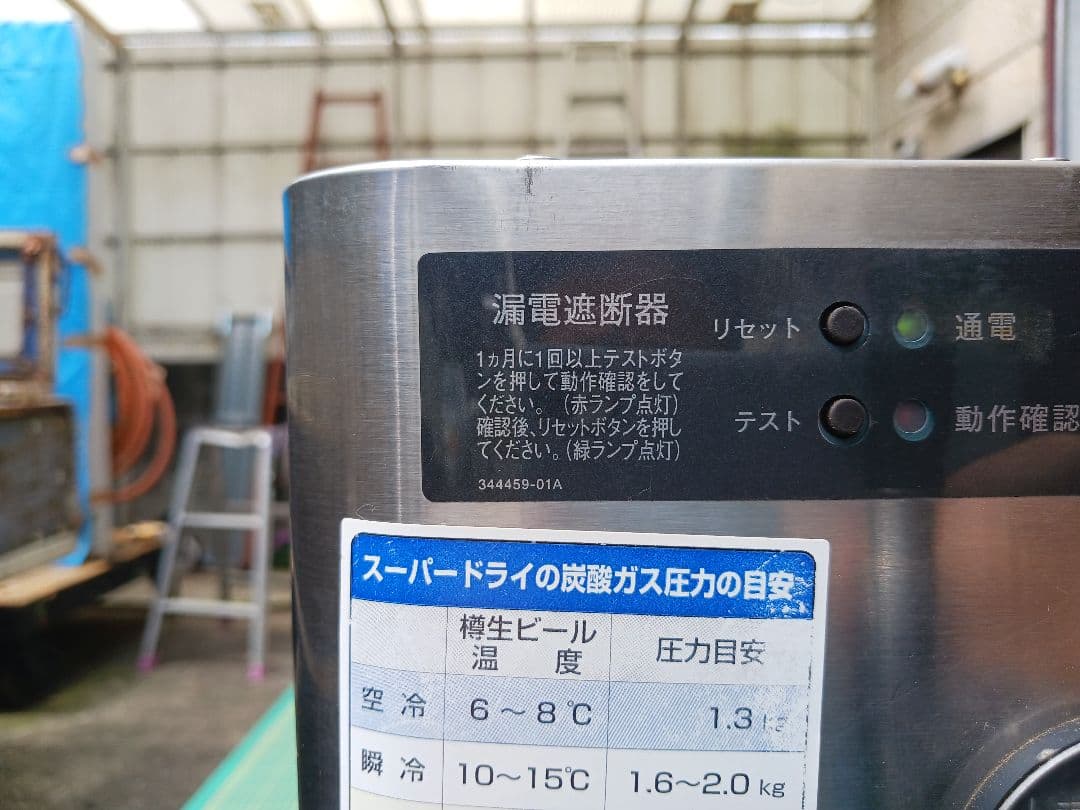 漏電遮断器
1ヵ月に1回以上テストボタ
ンを押して動作確認をして
ください。(赤ランプ点灯)
確認後、リセットボタンを押し
てください。(緑ランプ点灯)
344459-01A
リセット 通電
テスト 動作確認
スーパードライの炭酸ガス圧力の目安
樽生ビール
温度 圧力目安
空冷 6～8℃ 1.3
瞬冷 10～15℃ 1.6～2.0 kg